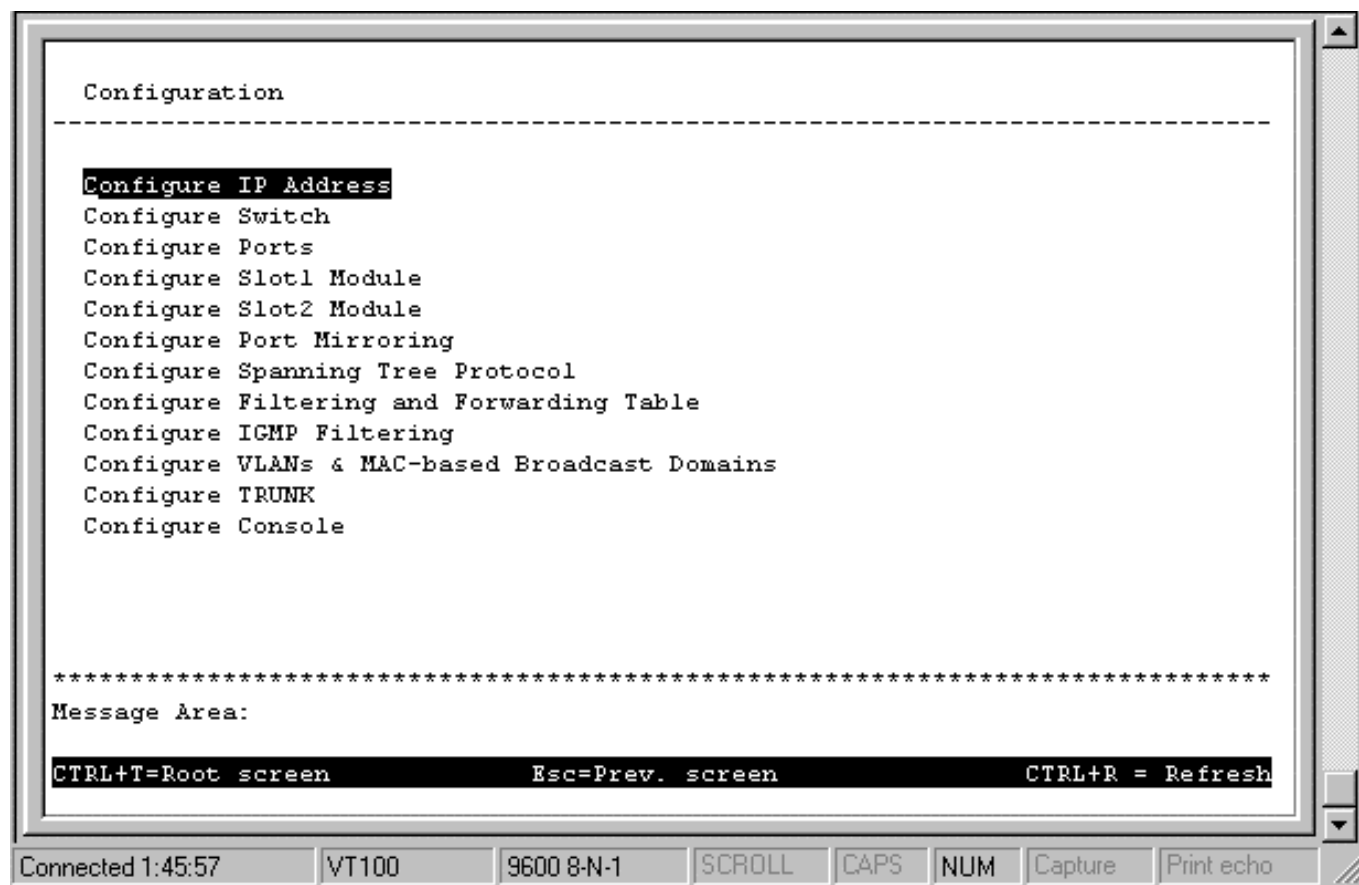 Configuration
--------------------------------------------------------------------------------
Configure IP Address
Configure Switch
Configure Ports
Configure Slot1 Module
Configure Slot2 Module
Configure Port Mirroring
Configure Spanning Tree Protocol
Configure Filtering and Forwarding Table
Configure IGMP Filtering
Configure VLANs & MAC-based Broadcast Domains
Configure TRUNK
Configure Console
*******************************************************************************
Message Area:
CTRL+T=Root screen Esc=Prev. screen CTRL+R = Refresh
Connected 1:45:57 VT100 9600 8-N-1 SCROLL CAPS NUM Capture Print echo